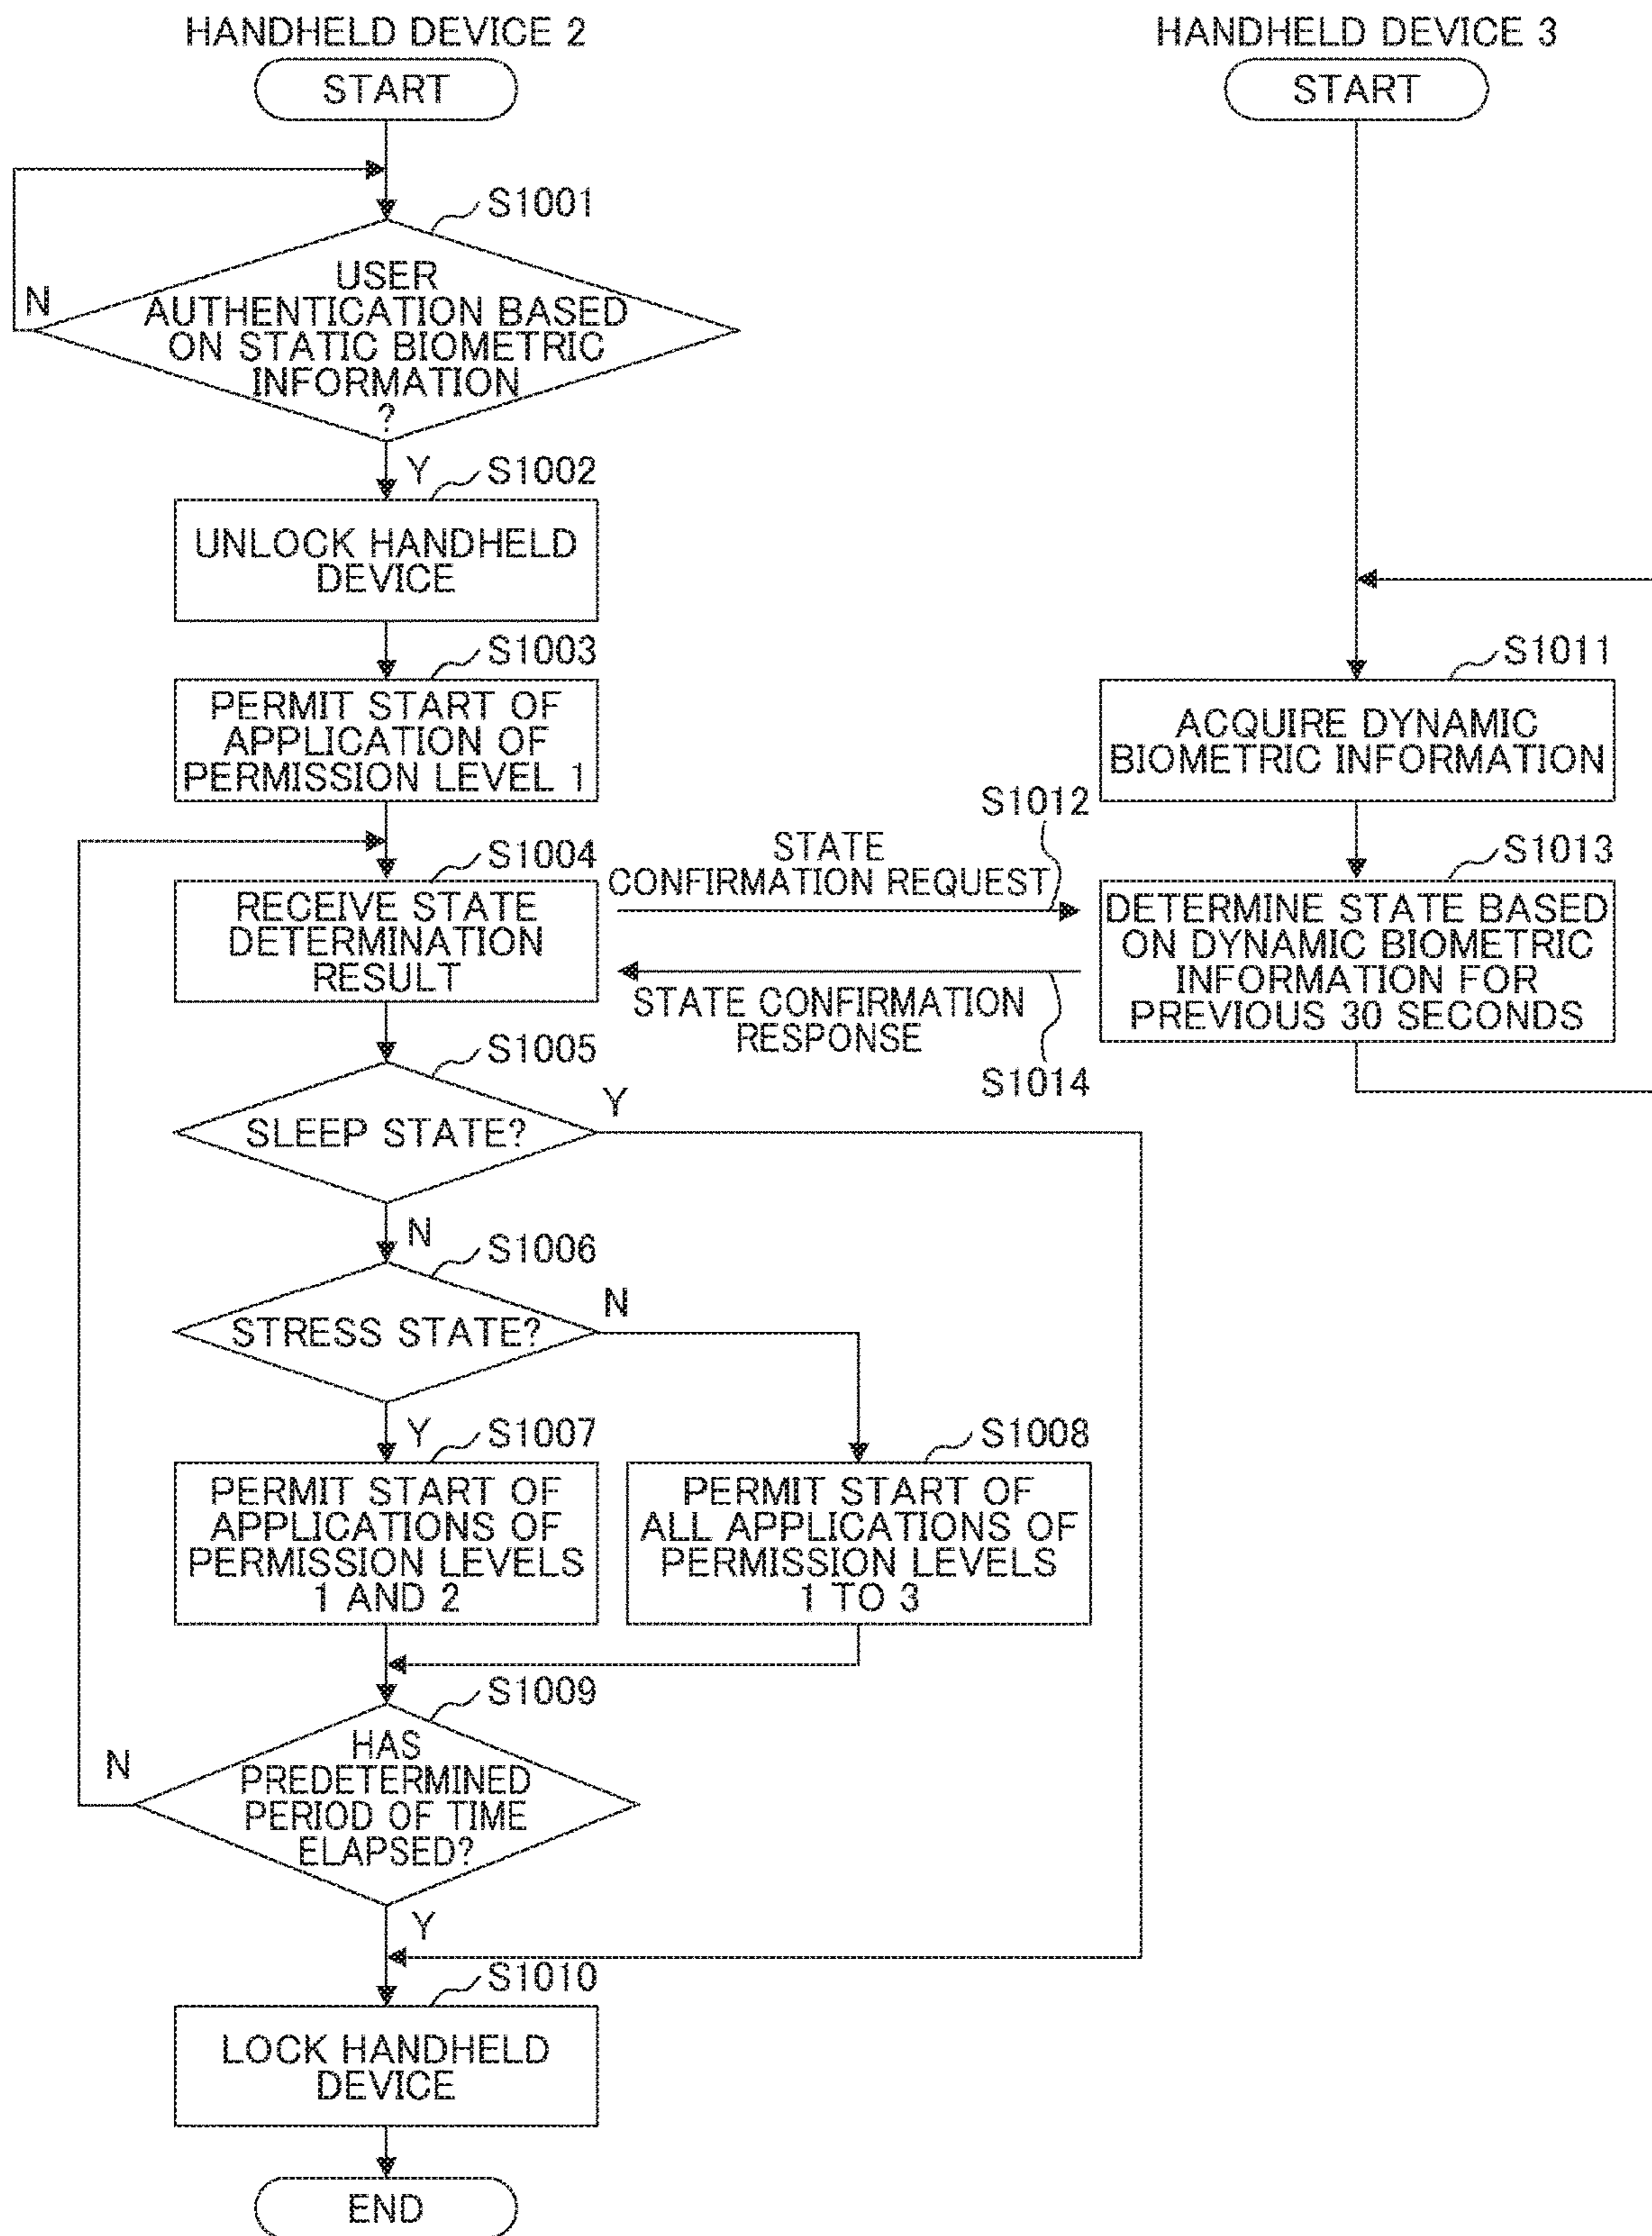 HANDHELD DEVICE 2
START
S1001
N
USER
AUTHENTICATION BASED
ON STATIC BIOMETRIC
INFORMATION
?
Y
S1002
UNLOCK HANDHELD
DEVICE
S1003
PERMIT START OF
APPLICATION OF
PERMISSION LEVEL 1
S1004
RECEIVE STATE
DETERMINATION
RESULT
STATE
CONFIRMATION REQUEST
S1012
STATE CONFIRMATION
RESPONSE
S1014
S1005
SLEEP STATE?
Y
N
S1006
STRESS STATE?
N
Y
S1007
PERMIT START OF
APPLICATIONS OF
PERMISSION LEVELS
1 AND 2
S1008
PERMIT START OF
ALL APPLICATIONS OF
PERMISSION LEVELS
1 TO 3
S1009
HAS
PREDETERMINED
PERIOD OF TIME
ELAPSED?
N
Y
S1010
LOCK HANDHELD
DEVICE
END
HANDHELD DEVICE 3
START
S1011
ACQUIRE DYNAMIC
BIOMETRIC INFORMATION
S1013
DETERMINE STATE BASED
ON DYNAMIC BIOMETRIC
INFORMATION FOR
PREVIOUS 30 SECONDS